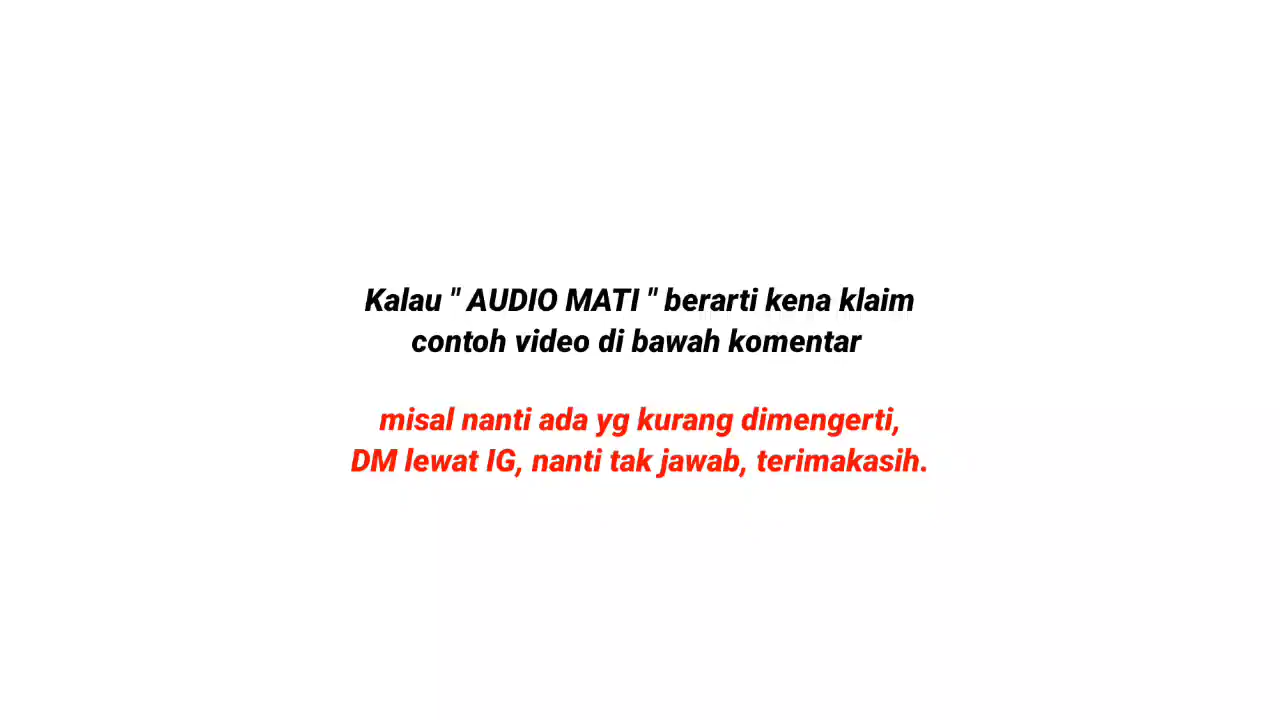 Kalau " AUDIO MATI " berarti kena klaim
contoh video di bawah komentar
misal nanti ada yg kurang dimengerti,
DM lewat IG, nanti tak jawab, terimakasih.